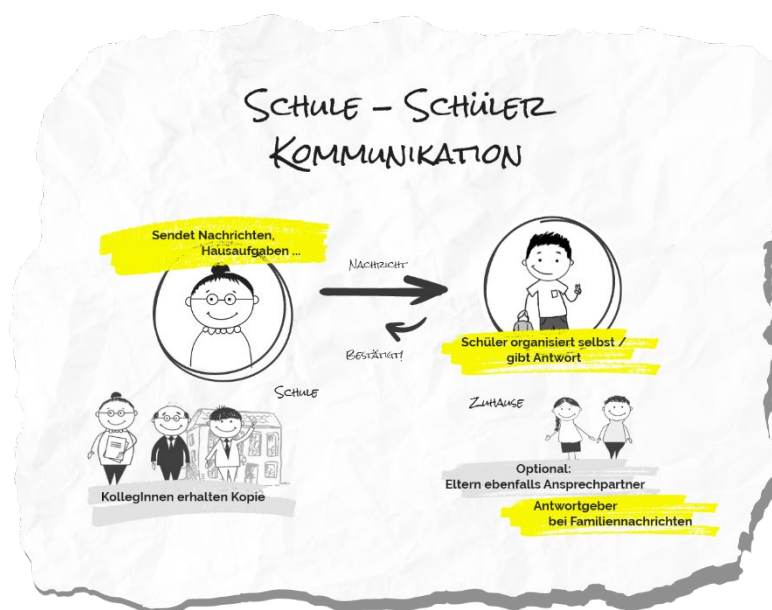 SCHULE – SCHÜLER
KOMMUNIKATION
Sendet Nachrichten,
Hausaufgaben ...
NACHRICHT
BESTÄTIGT!
Schüler organisiert selbst /
gibt Antwort
SCHULE
ZUHAUSE
KollegInnen erhalten Kopie
Optional:
Eltern ebenfalls Ansprechpartner
Antwortgeber
bei Familiennachrichten